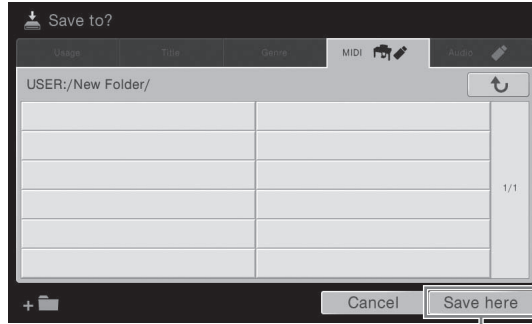 Save to?
Usage Title Genre MIDI Audio
USER:/New Folder/
1/1
+
Cancel Save here